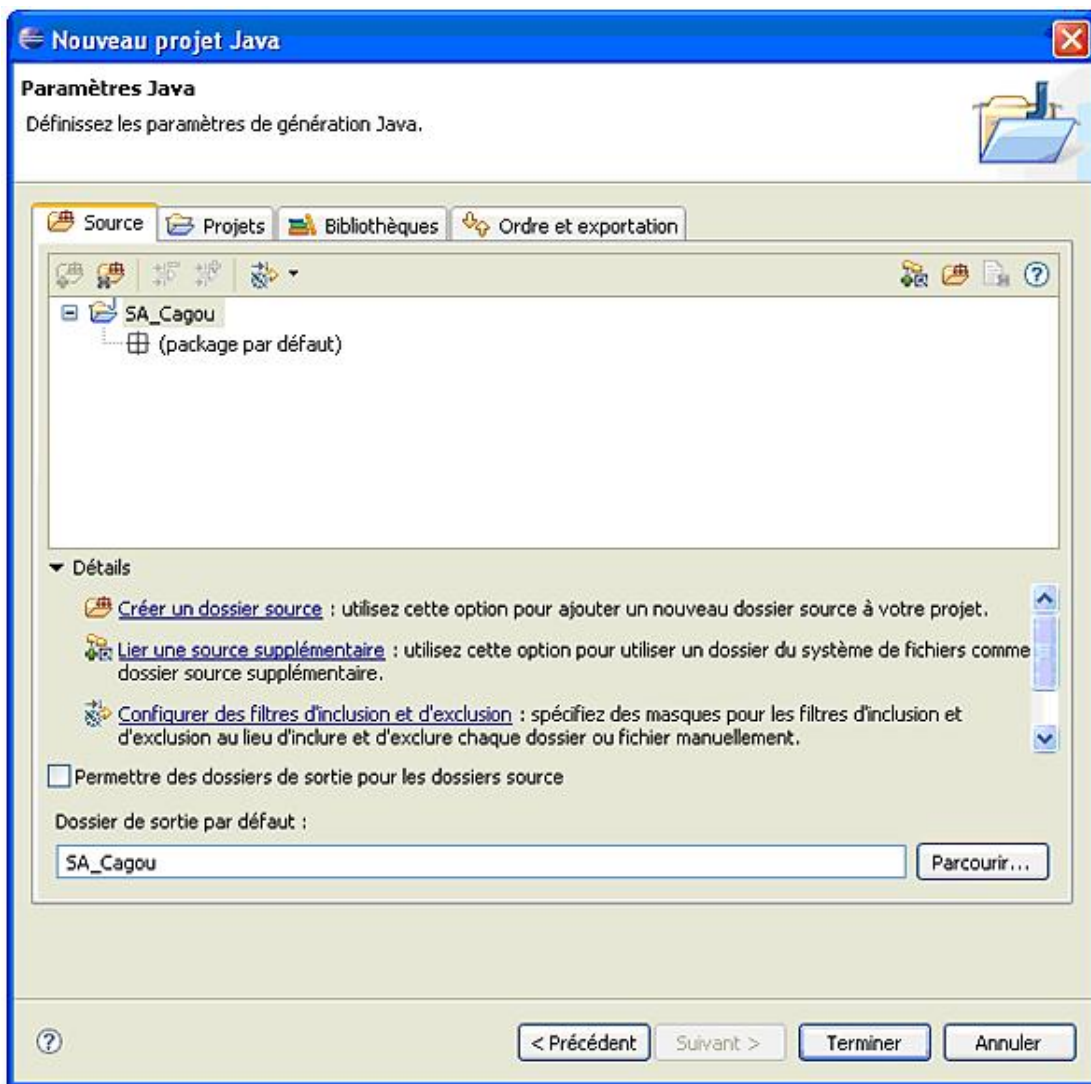 Nouveau projet Java
Paramètres Java
Définissez les paramètres de génération Java.
Source
Projets
Bibliothèques
Ordre et exportation
SA_Cagou
(package par défaut)
Détails
Créer un dossier source : utilisez cette option pour ajouter un nouveau dossier source à votre projet.
Lier une source supplémentaire : utilisez cette option pour utiliser un dossier du système de fichiers comme
dossier source supplémentaire.
Configurer des filtres d'inclusion et d'exclusion : spécifiez des masques pour les filtres d'inclusion et
d'exclusion au lieu d'inclure et d'exclure chaque dossier ou fichier manuellement.
Permettre des dossiers de sortie pour les dossiers source
Dossier de sortie par défaut :
SA_Cagou
Parcourir...
< Précédent
Suivant >
Terminer
Annuler